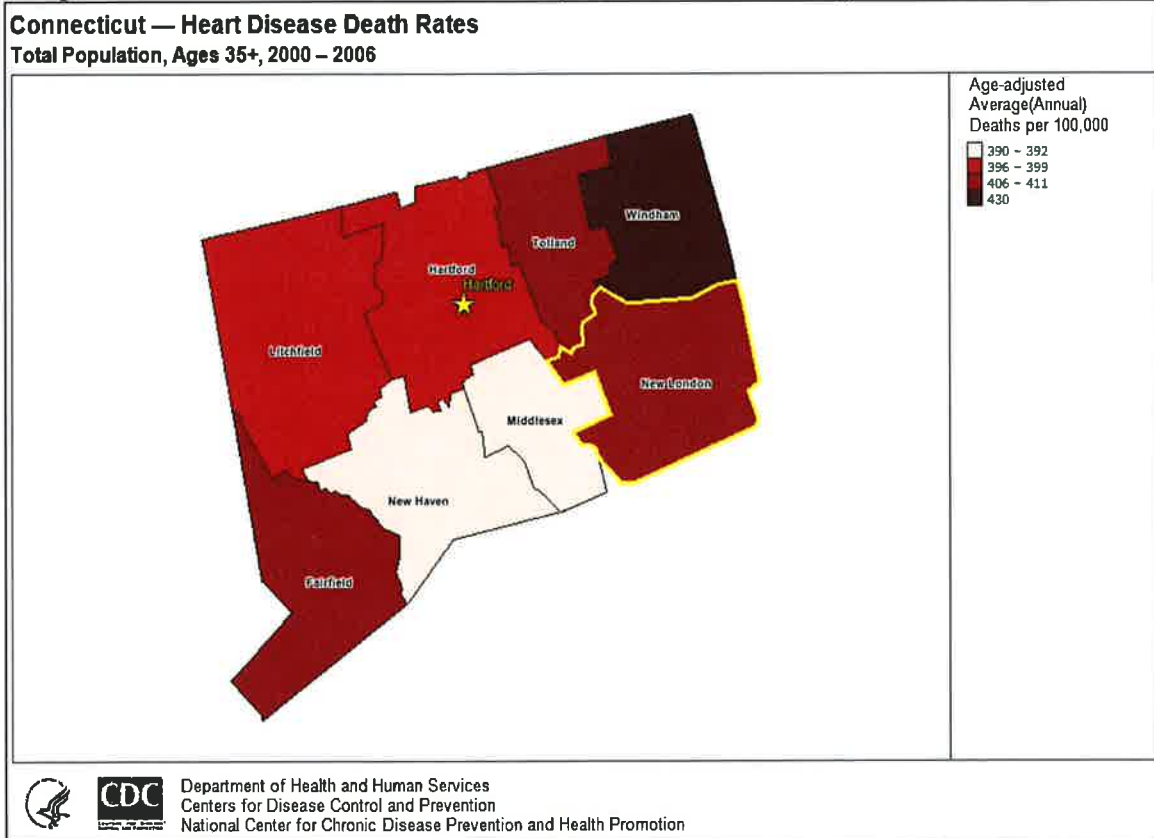 Connecticut — Heart Disease Death Rates
Total Population, Ages 35+, 2000 – 2006
Age-adjusted
Average(Annual)
Deaths per 100,000
390 - 392
396 - 399
406 - 411
430
Windham
Tolland
Hartford
Hartford
Litchfield
New London
Middlesex
New Haven
Fairfield
CDC
Department of Health and Human Services
Centers for Disease Control and Prevention
National Center for Chronic Disease Prevention and Health Promotion